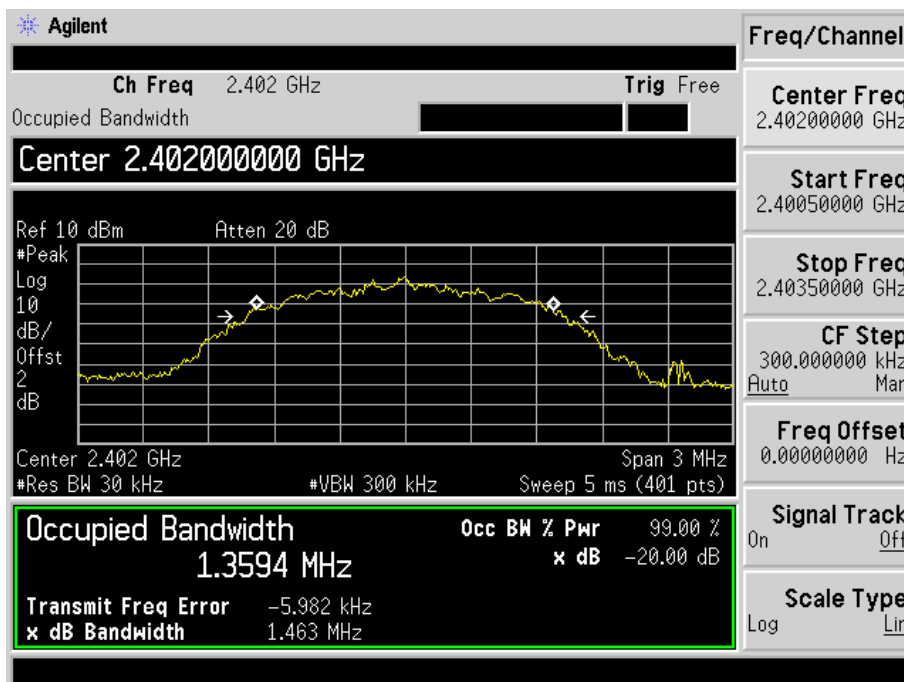 Agilent
Freq/Channel
Ch Freq 2.402 GHz Trig Free
Occupied Bandwidth
Center 2.402000000 GHz
Ref 10 dBm Atten 20 dB
#Peak
Log
10
dB/
Offst
2
dB
Center 2.402 GHz Span 3 MHz
#Res BW 30 kHz #VBW 300 kHz Sweep 5 ms (401 pts)
Occupied Bandwidth
1.3594 MHz
Occ BW % Pwr 99.00 %
x dB -20.00 dB
Transmit Freq Error -5.982 kHz
x dB Bandwidth 1.463 MHz
Center Freq
2.40200000 GHz
Start Freq
2.40050000 GHz
Stop Freq
2.40350000 GHz
CF Step
300.000000 kHz
Auto Man
Freq Offset
0.00000000 Hz
Signal Track
On Off
Scale Type
Log Lin